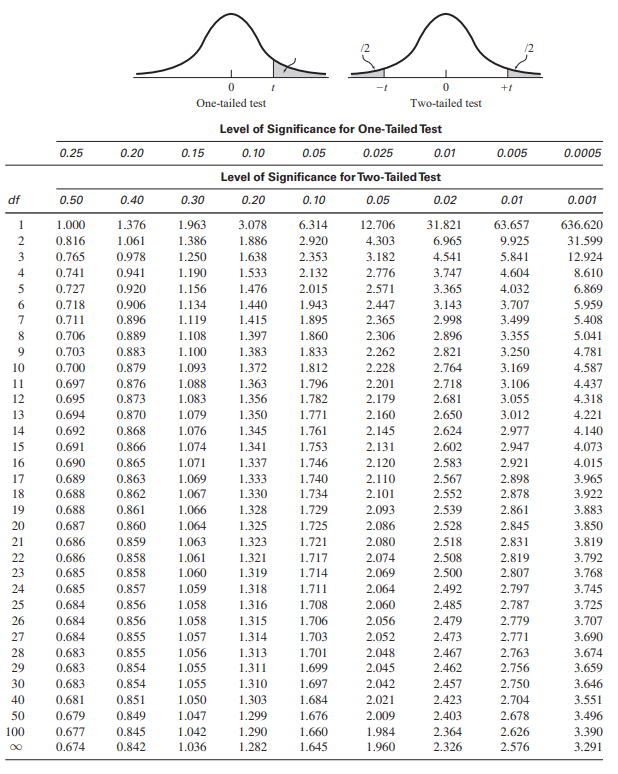 /2 /2
0 t −t 0 +t
One-tailed test Two-tailed test
Level of Significance for One-Tailed Test
0.25 0.20 0.15 0.10 0.05 0.025 0.01 0.005 0.0005
Level of Significance for Two-Tailed Test
df 0.50 0.40 0.30 0.20 0.10 0.05 0.02 0.01 0.001
1 1.000 1.376 1.963 3.078 6.314 12.706 31.821 63.657 636.620
2 0.816 1.061 1.386 1.886 2.920 4.303 6.965 9.925 31.599
3 0.765 0.978 1.250 1.638 2.353 3.182 4.541 5.841 12.924
4 0.741 0.941 1.190 1.533 2.132 2.776 3.747 4.604 8.610
5 0.727 0.920 1.156 1.476 2.015 2.571 3.365 4.032 6.869
6 0.718 0.906 1.134 1.440 1.943 2.447 3.143 3.707 5.959
7 0.711 0.896 1.119 1.415 1.895 2.365 2.998 3.499 5.408
8 0.706 0.889 1.108 1.397 1.860 2.306 2.896 3.355 5.041
9 0.703 0.883 1.100 1.383 1.833 2.262 2.821 3.250 4.781
10 0.700 0.879 1.093 1.372 1.812 2.228 2.764 3.169 4.587
11 0.697 0.876 1.088 1.363 1.796 2.201 2.718 3.106 4.437
12 0.695 0.873 1.083 1.356 1.782 2.179 2.681 3.055 4.318
13 0.694 0.870 1.079 1.350 1.771 2.160 2.650 3.012 4.221
14 0.692 0.868 1.076 1.345 1.761 2.145 2.624 2.977 4.140
15 0.691 0.866 1.074 1.341 1.753 2.131 2.602 2.947 4.073
16 0.690 0.865 1.071 1.337 1.746 2.120 2.583 2.921 4.015
17 0.689 0.863 1.069 1.333 1.740 2.110 2.567 2.898 3.965
18 0.688 0.862 1.067 1.330 1.734 2.101 2.552 2.878 3.922
19 0.688 0.861 1.066 1.328 1.729 2.093 2.539 2.861 3.883
20 0.687 0.860 1.064 1.325 1.725 2.086 2.528 2.845 3.850
21 0.686 0.859 1.063 1.323 1.721 2.080 2.518 2.831 3.819
22 0.686 0.858 1.061 1.321 1.717 2.074 2.508 2.819 3.792
23 0.685 0.858 1.060 1.319 1.714 2.069 2.500 2.807 3.768
24 0.685 0.857 1.059 1.318 1.711 2.064 2.492 2.797 3.745
25 0.684 0.856 1.058 1.316 1.708 2.060 2.485 2.787 3.725
26 0.684 0.856 1.058 1.315 1.706 2.056 2.479 2.779 3.707
27 0.684 0.855 1.057 1.314 1.703 2.052 2.473 2.771 3.690
28 0.683 0.855 1.056 1.313 1.701 2.048 2.467 2.763 3.674
29 0.683 0.854 1.055 1.311 1.699 2.045 2.462 2.756 3.659
30 0.683 0.854 1.055 1.310 1.697 2.042 2.457 2.750 3.646
40 0.681 0.851 1.050 1.303 1.684 2.021 2.423 2.704 3.551
50 0.679 0.849 1.047 1.299 1.676 2.009 2.403 2.678 3.496
100 0.677 0.845 1.042 1.290 1.660 1.984 2.364 2.626 3.390
∞ 0.674 0.842 1.036 1.282 1.645 1.960 2.326 2.576 3.291